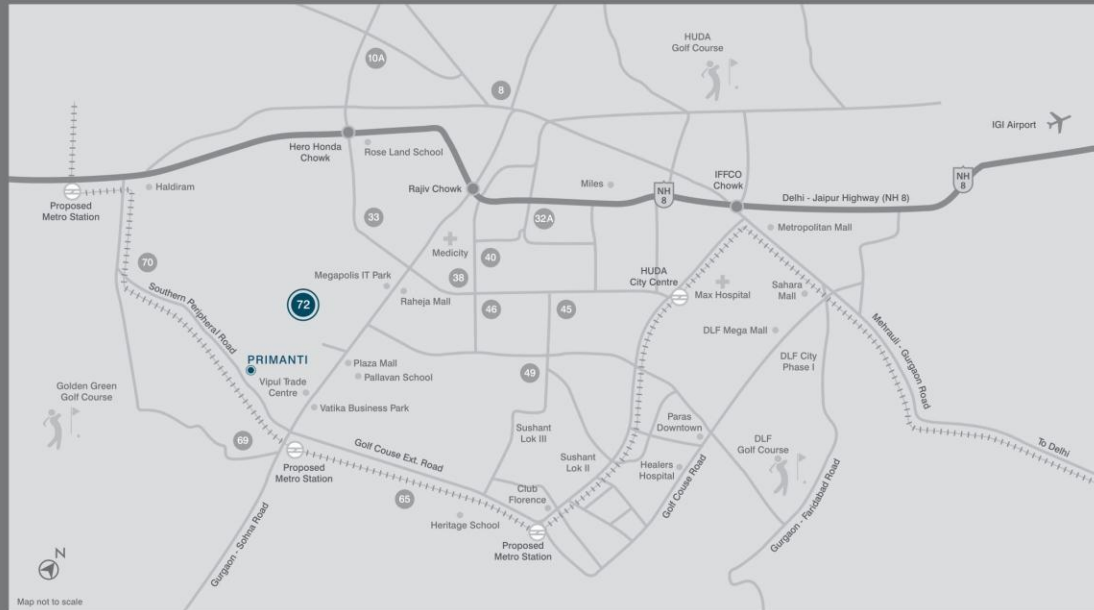 HUDA
Golf Course
10A
8
IGI Airport
Hero Honda
Chowk
Rose Land School
Rajiv Chowk
Miles
NH
8
IFFCO
Chowk
Delhi - Jaipur Highway (NH 8)
NH
8
Haldiram
Proposed
Metro Station
33
32A
Metropolitan Mall
Medicity
40
70
Megapolis IT Park
38
HUDA
City Centre
Max Hospital
Sahara
Mall
Raheja Mall
72
46
45
Southern Peripheral Road
DLF Mega Mall
Mehrauli - Gurgaon Road
PRIMANTI
Plaza Mall
DLF City
Phase I
Pallavan School
49
Vipul Trade
Centre
Golden Green
Golf Course
Vatika Business Park
Paras
Downtown
Sushant
Lok III
69
Golf Couse Ext. Road
DLF
Golf Course
To Delhi
Sushant
Lok II
Proposed
Metro Station
Healers
Hospital
Golf Couse Road
65
Club
Florence
Gurgaon - Faridabad Road
Heritage School
Gurgaon - Sohna Road
Proposed
Metro Station
N
Map not to scale